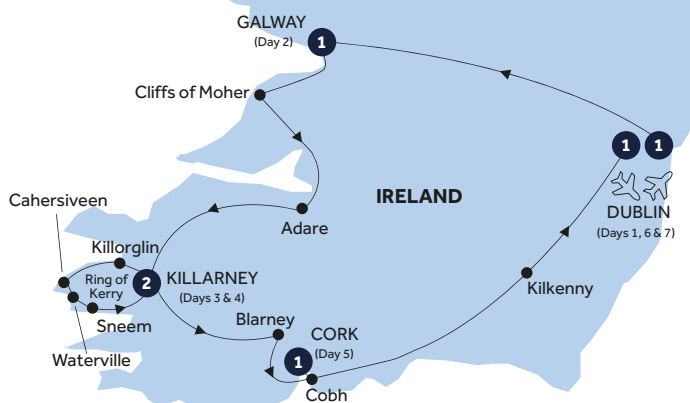 GALWAY
(Day 2)
1
Cliffs of Moher
1
1
IRELAND
DUBLIN
(Days 1, 6 & 7)
Cahersiveen
Adare
Killorglin
Ring of
Kerry
2
KILLARNEY
(Days 3 & 4)
Kilkenny
Sneem
Waterville
Blarney
CORK
(Day 5)
1
Cobh